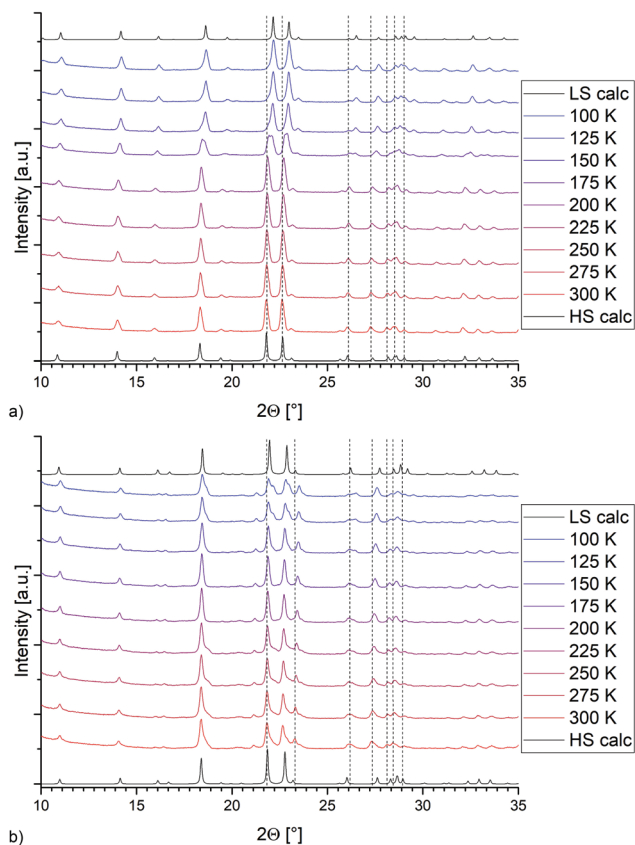 Intensity [a.u.]
10 15 20 25 30 35
2Θ [°]
a)
LS calc
100 K
125 K
150 K
175 K
200 K
225 K
250 K
275 K
300 K
HS calc
Intensity [a.u.]
10 15 20 25 30 35
2Θ [°]
b)
LS calc
100 K
125 K
150 K
175 K
200 K
225 K
250 K
275 K
300 K
HS calc